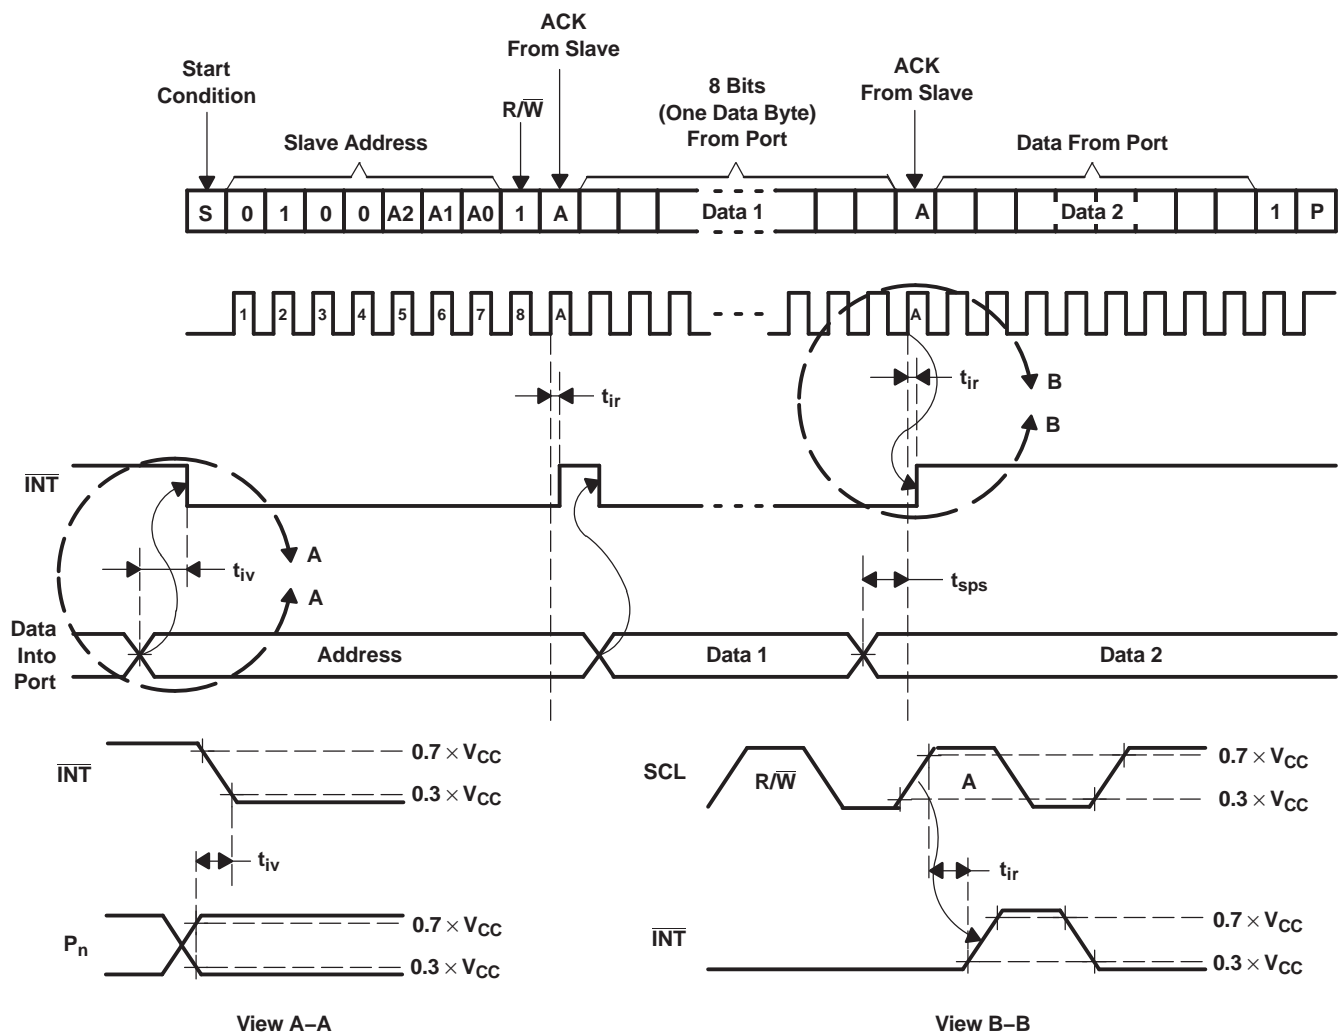 ACK
From Slave
Start
Condition
R/W̅
8 Bits
(One Data Byte)
From Port
ACK
From Slave
Slave Address
Data From Port
S 0 1 0 0 A2 A1 A0 1 A Data 1 A Data 2 1 P
1 2 3 4 5 6 7 8 A A
tir
tir
B
B
I̅N̅T̅
tiv
A
A
tsps
Data
Into
Port
Address
Data 1
Data 2
I̅N̅T̅
0.7 × VCC
0.3 × VCC
tiv
Pn
0.7 × VCC
0.3 × VCC
View A–A
SCL
R/W̅
A
0.7 × VCC
0.3 × VCC
tir
I̅N̅T̅
0.7 × VCC
0.3 × VCC
View B–B